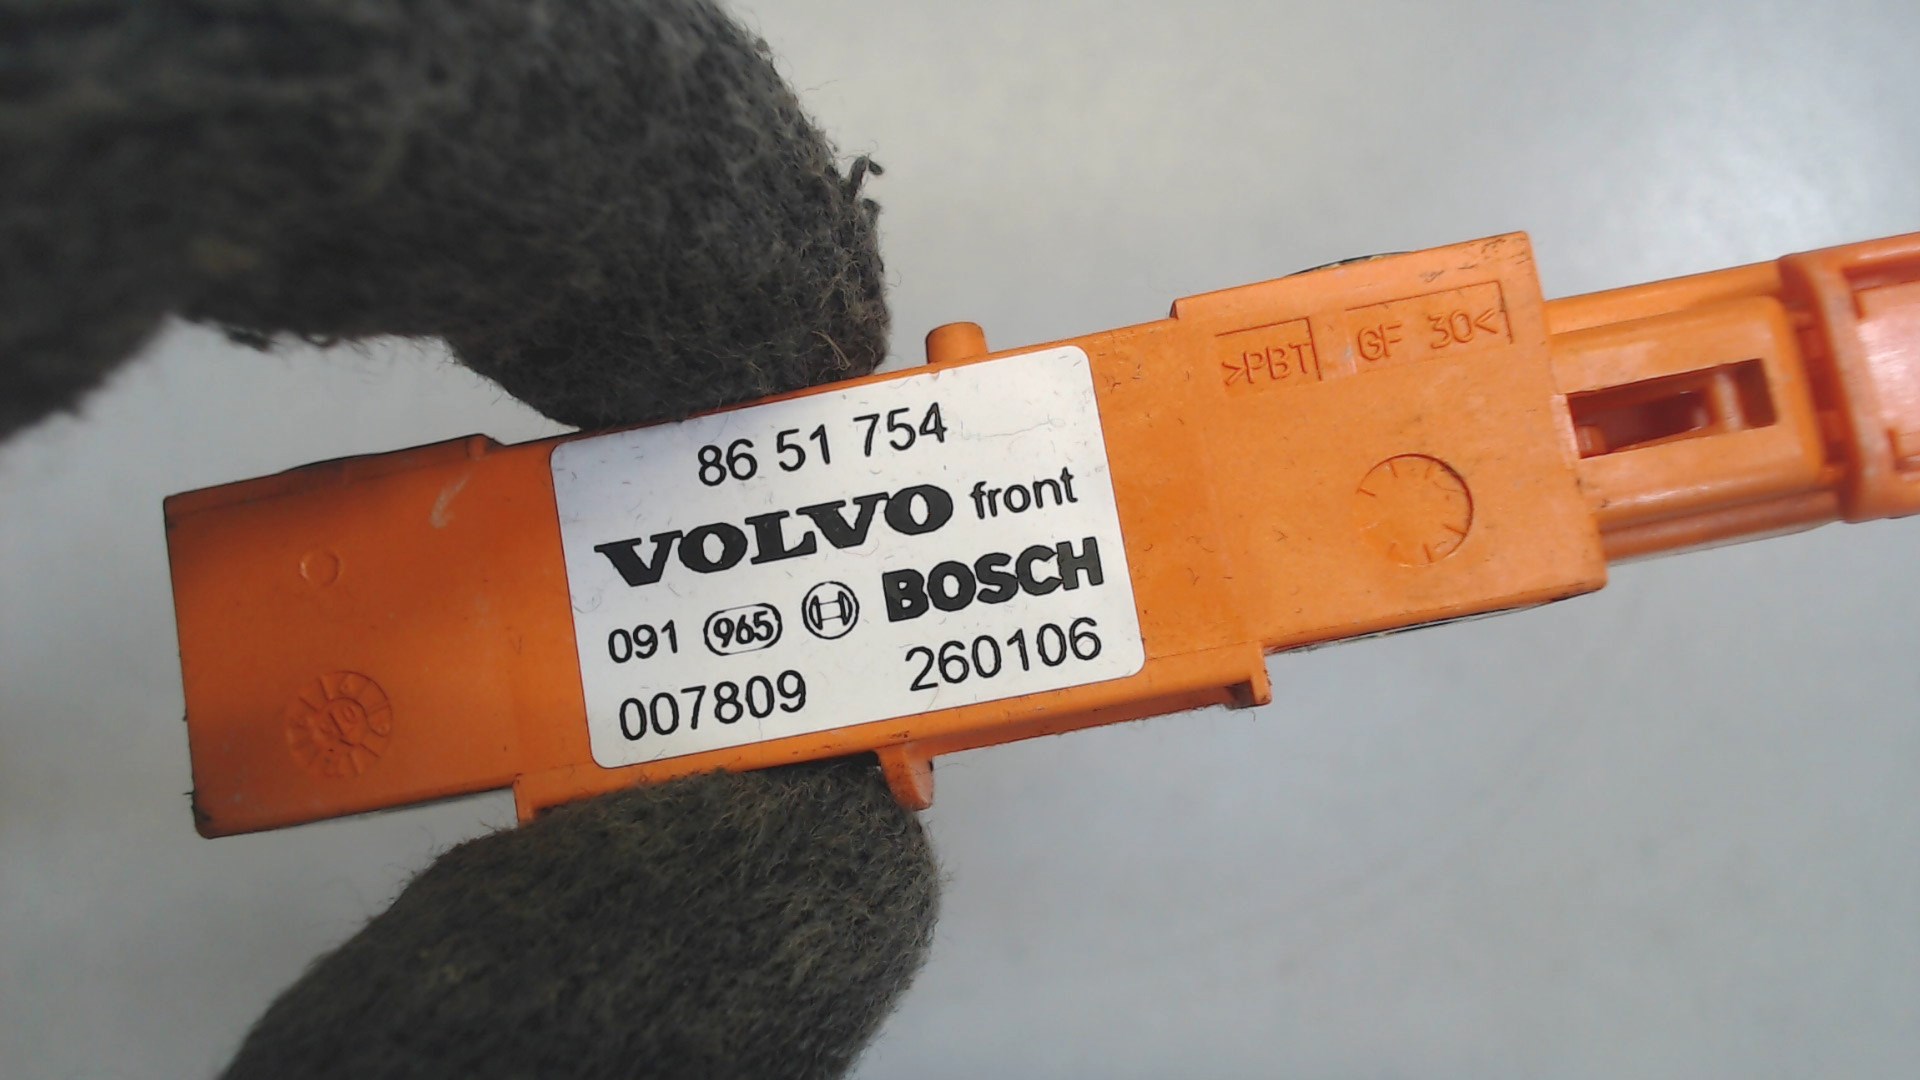 86 51 754
VOLVO front
091 965 BOSCH
007809 260106
>PBT GF 30<